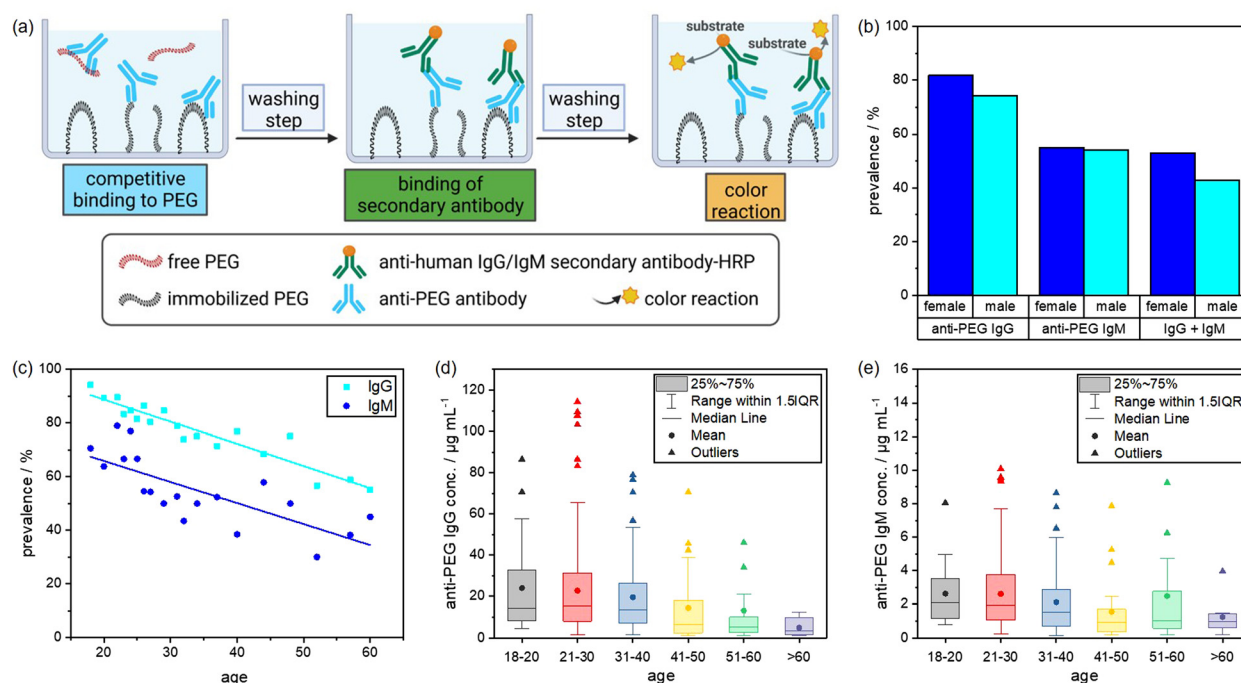 (a)
substrate
substrate
washing
step
washing
step
competitive
binding to PEG
binding of
secondary antibody
color
reaction
free PEG
anti-human IgG/IgM secondary antibody-HRP
immobilized PEG
anti-PEG antibody
color reaction
(b)
prevalence / %
100
80
60
40
20
0
female male female male female male
anti-PEG IgG anti-PEG IgM IgG + IgM
(c)
prevalence / %
100
80
60
40
20
0
IgG
IgM
20 30 40 50 60
age
(d)
anti-PEG IgG conc. / µg mL⁻¹
140
120
100
80
60
40
20
0
25%~75%
Range within 1.5IQR
Median Line
Mean
Outliers
18-20 21-30 31-40 41-50 51-60 >60
age
(e)
anti-PEG IgM conc. / µg mL⁻¹
16
14
12
10
8
6
4
2
0
25%~75%
Range within 1.5IQR
Median Line
Mean
Outliers
18-20 21-30 31-40 41-50 51-60 >60
age